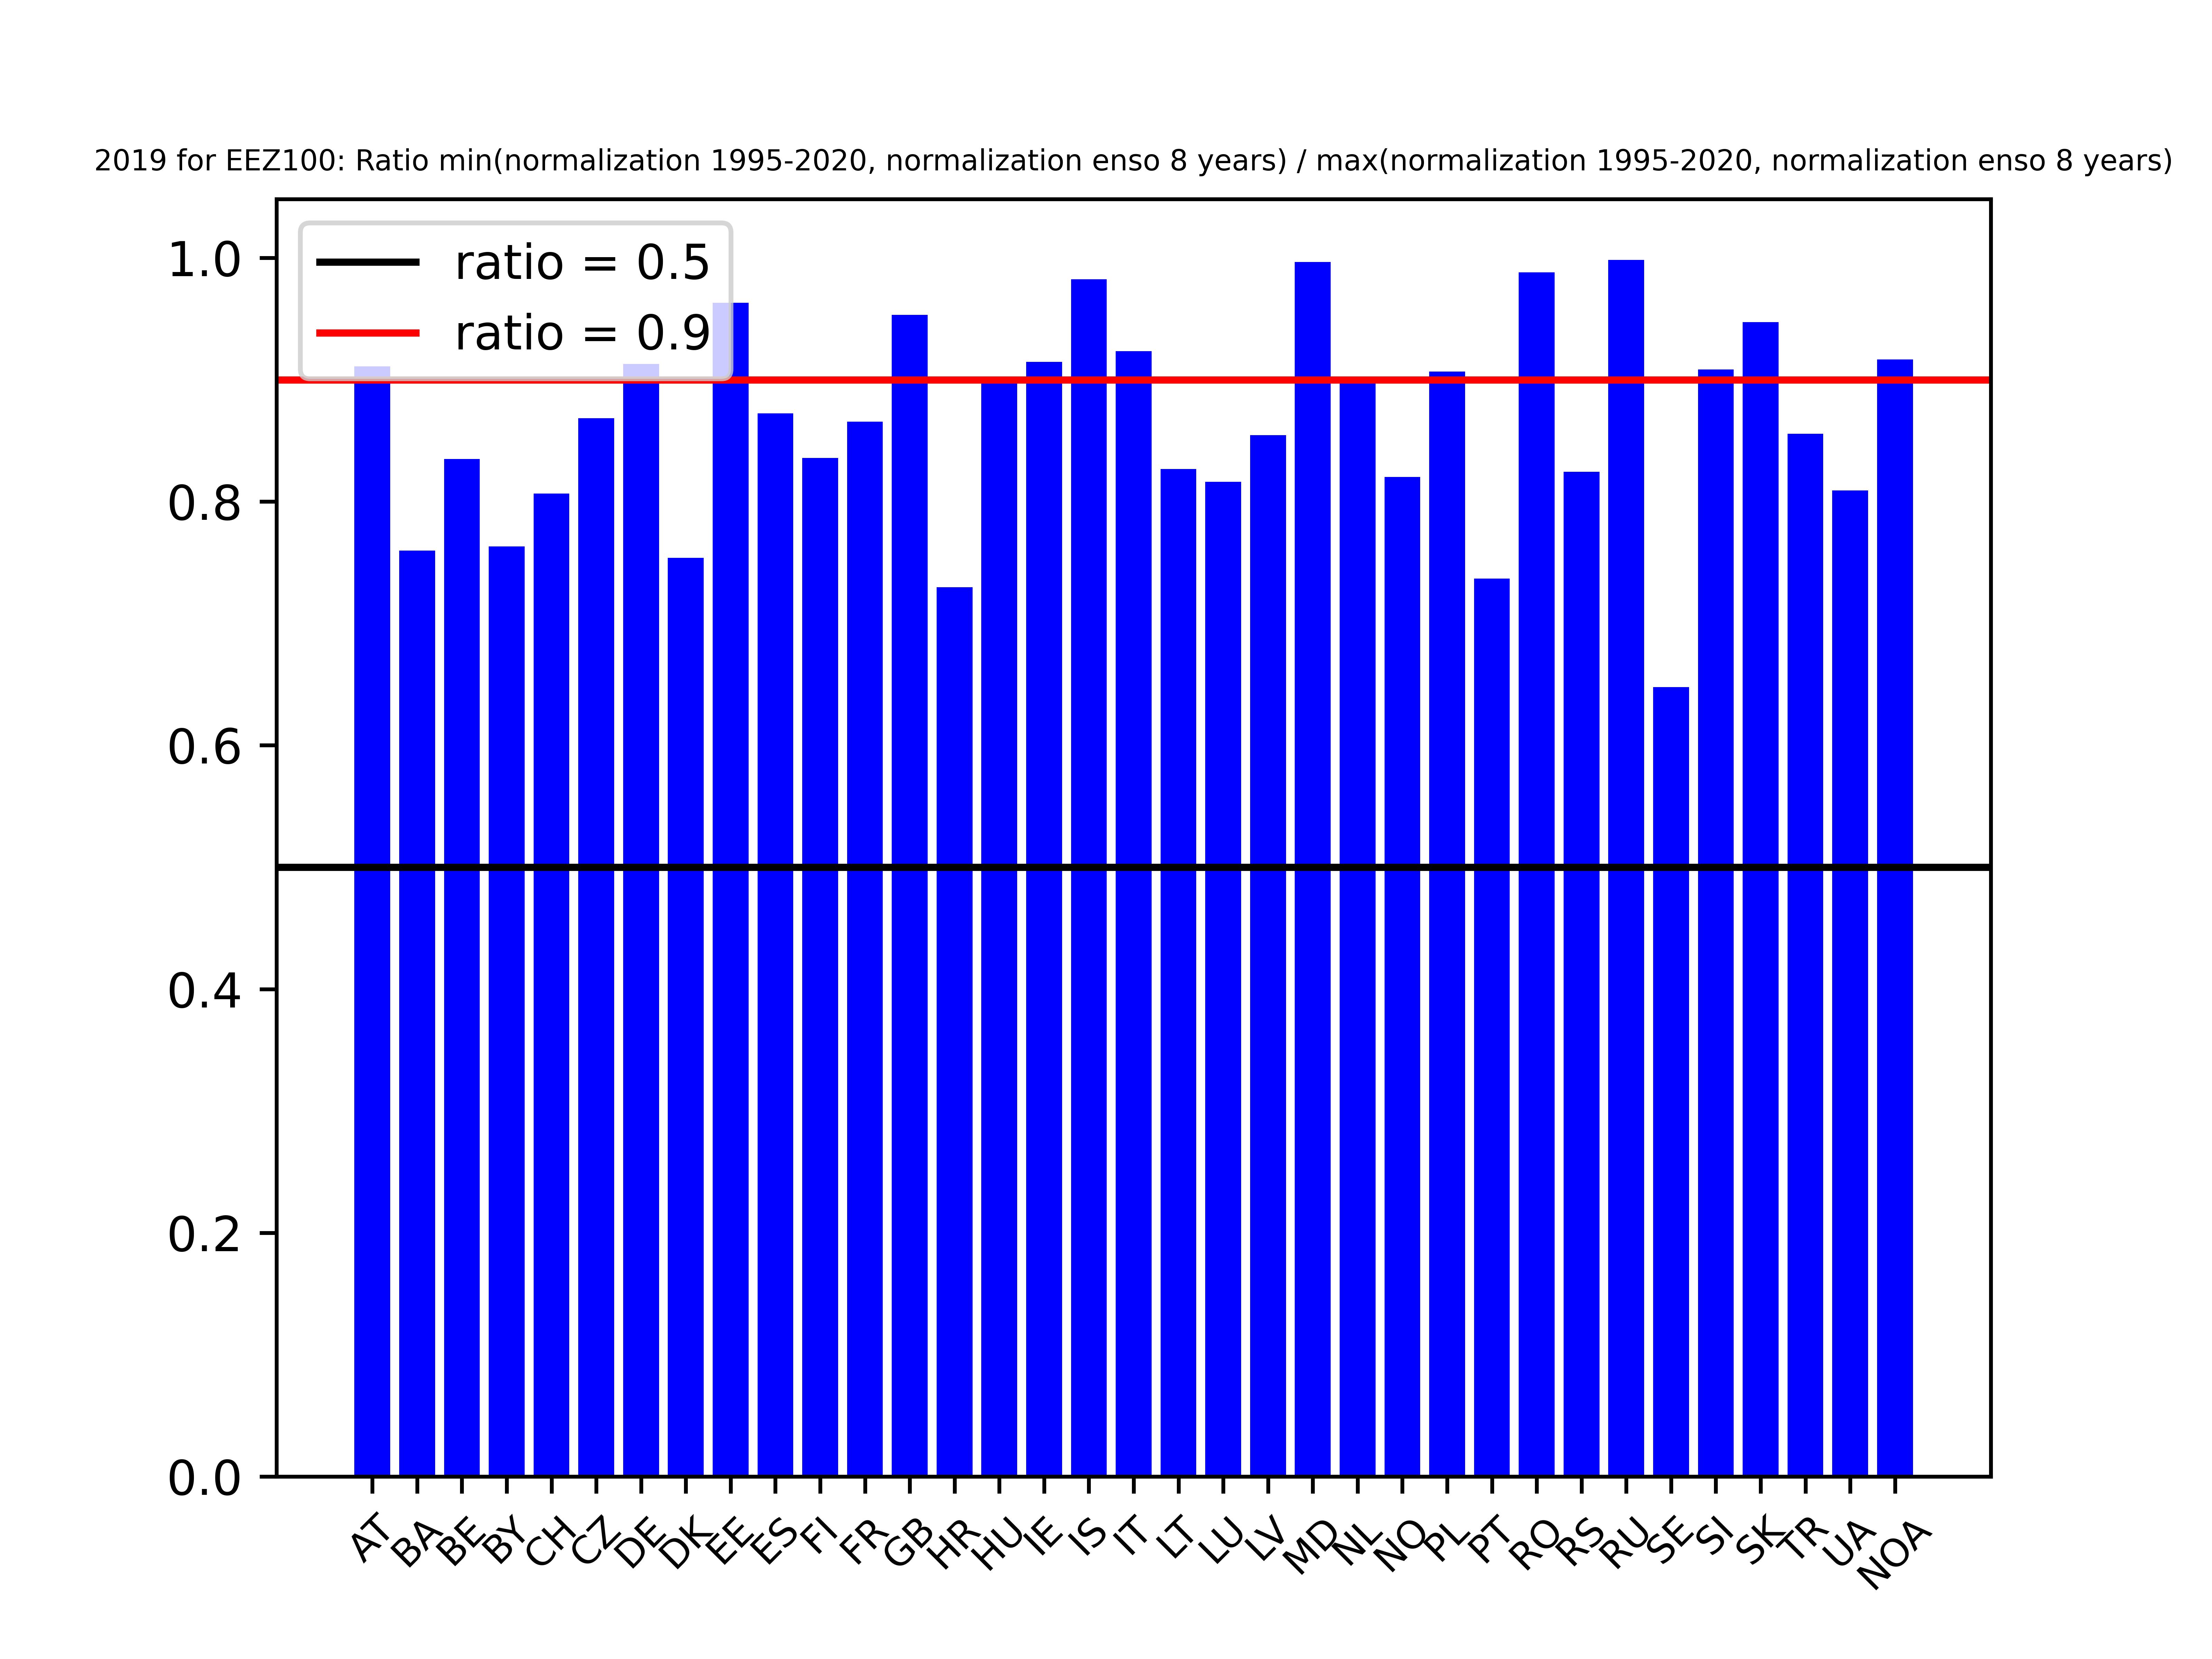 2019 for EEZ100: Ratio min(normalization 1995-2020, normalization enso 8 years) / max(normalization 1995-2020, normalization enso 8 years)
ratio = 0.5
ratio = 0.9
1.0
0.8
0.6
0.4
0.2
0.0
AT BA BE BY CH CZ DE DK EE ES FI FR GB HR HU IE IS IT LT LU LV MD NL NO PL PT RO RS RU SE SI SK TR UA NOA